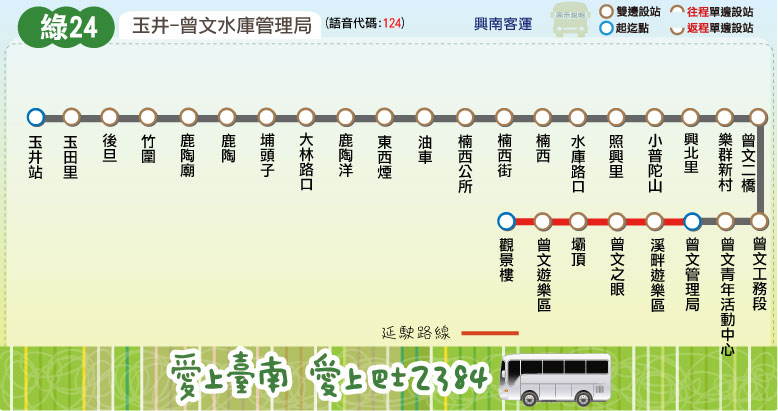 綠24
玉井-曾文水庫管理局
(語音代碼:124)
興南客運
圖示說明
雙邊設站
起迄點
往程單邊設站
返程單邊設站
玉井站
玉田里
後旦
竹圍
鹿陶廟
鹿陶
埔頭子
大林路口
鹿陶洋
東西煙
油車
楠西公所
楠西街
楠西
水庫路口
照興里
小普陀山
興北里
樂群新村
曾文二橋
觀景樓
曾文遊樂區
壩頂
曾文之眼
溪畔遊樂區
曾文管理局
曾文青年活動中心
曾文工務段
延駛路線
愛上臺南 愛上巴士2384